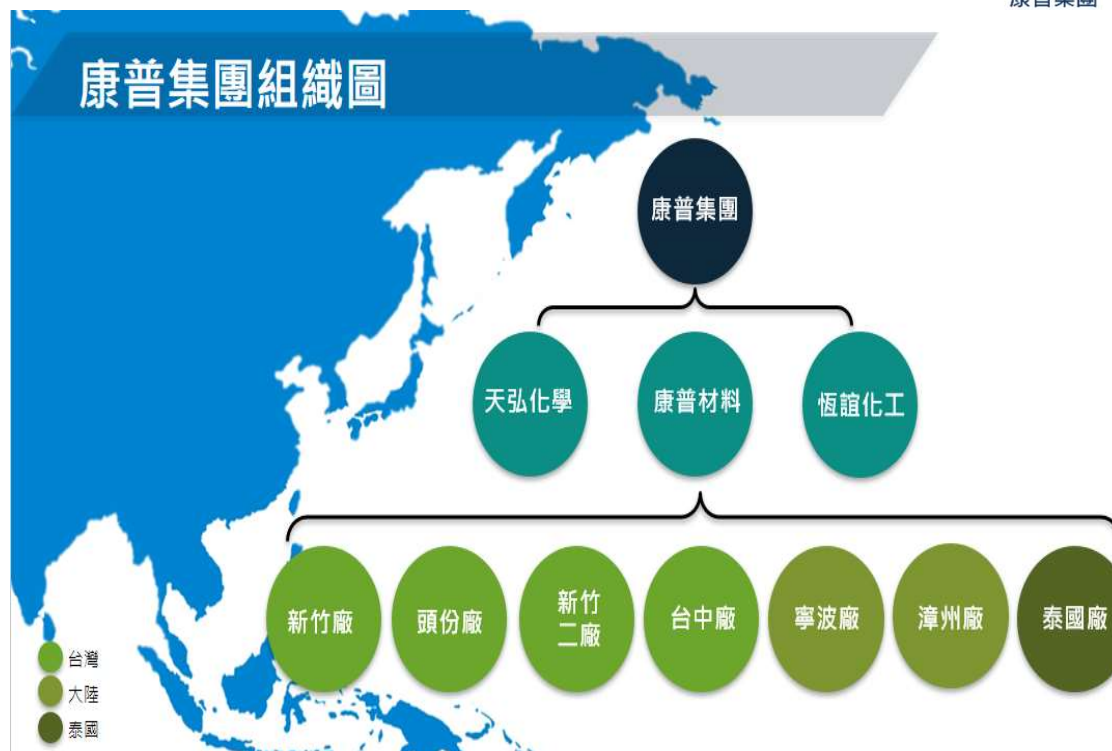 康普集團
康普集團組織圖
康普集團
天弘化學
康普材料
恆誼化工
新竹廠
頭份廠
新竹
二廠
台中廠
寧波廠
漳州廠
泰國廠
台灣
大陸
泰國